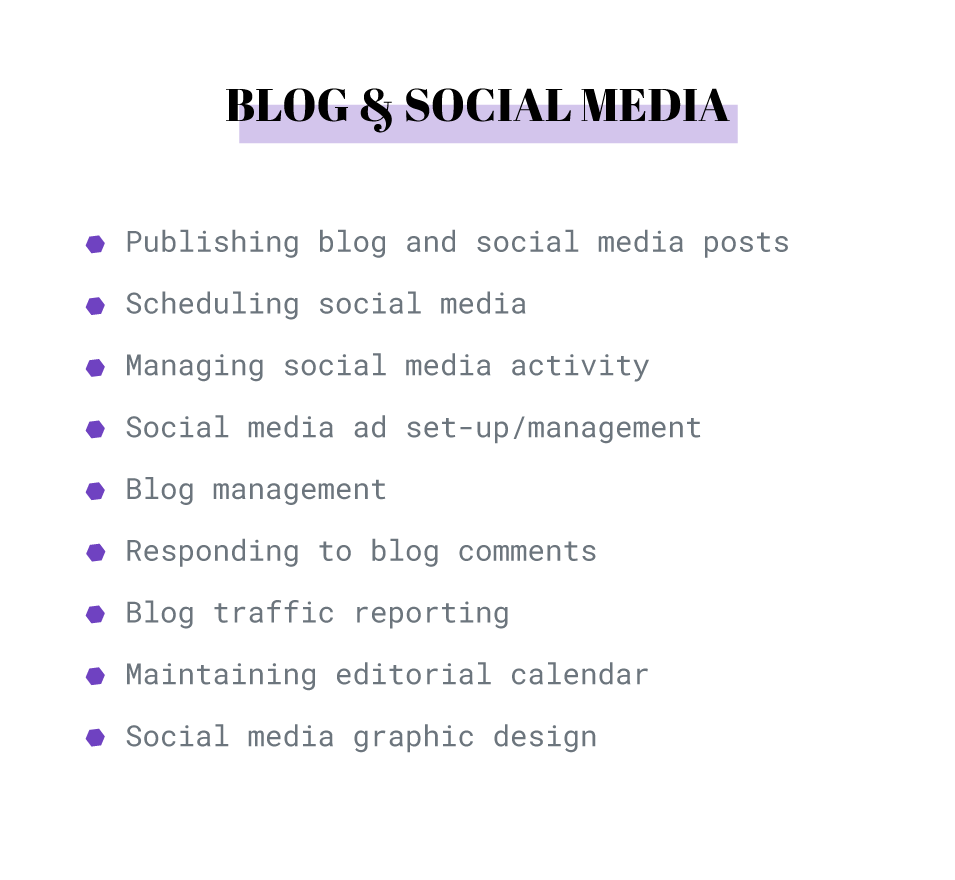 BLOG & SOCIAL MEDIA
Publishing blog and social media posts
Scheduling social media
Managing social media activity
Social media ad set-up/management
Blog management
Responding to blog comments
Blog traffic reporting
Maintaining editorial calendar
Social media graphic design